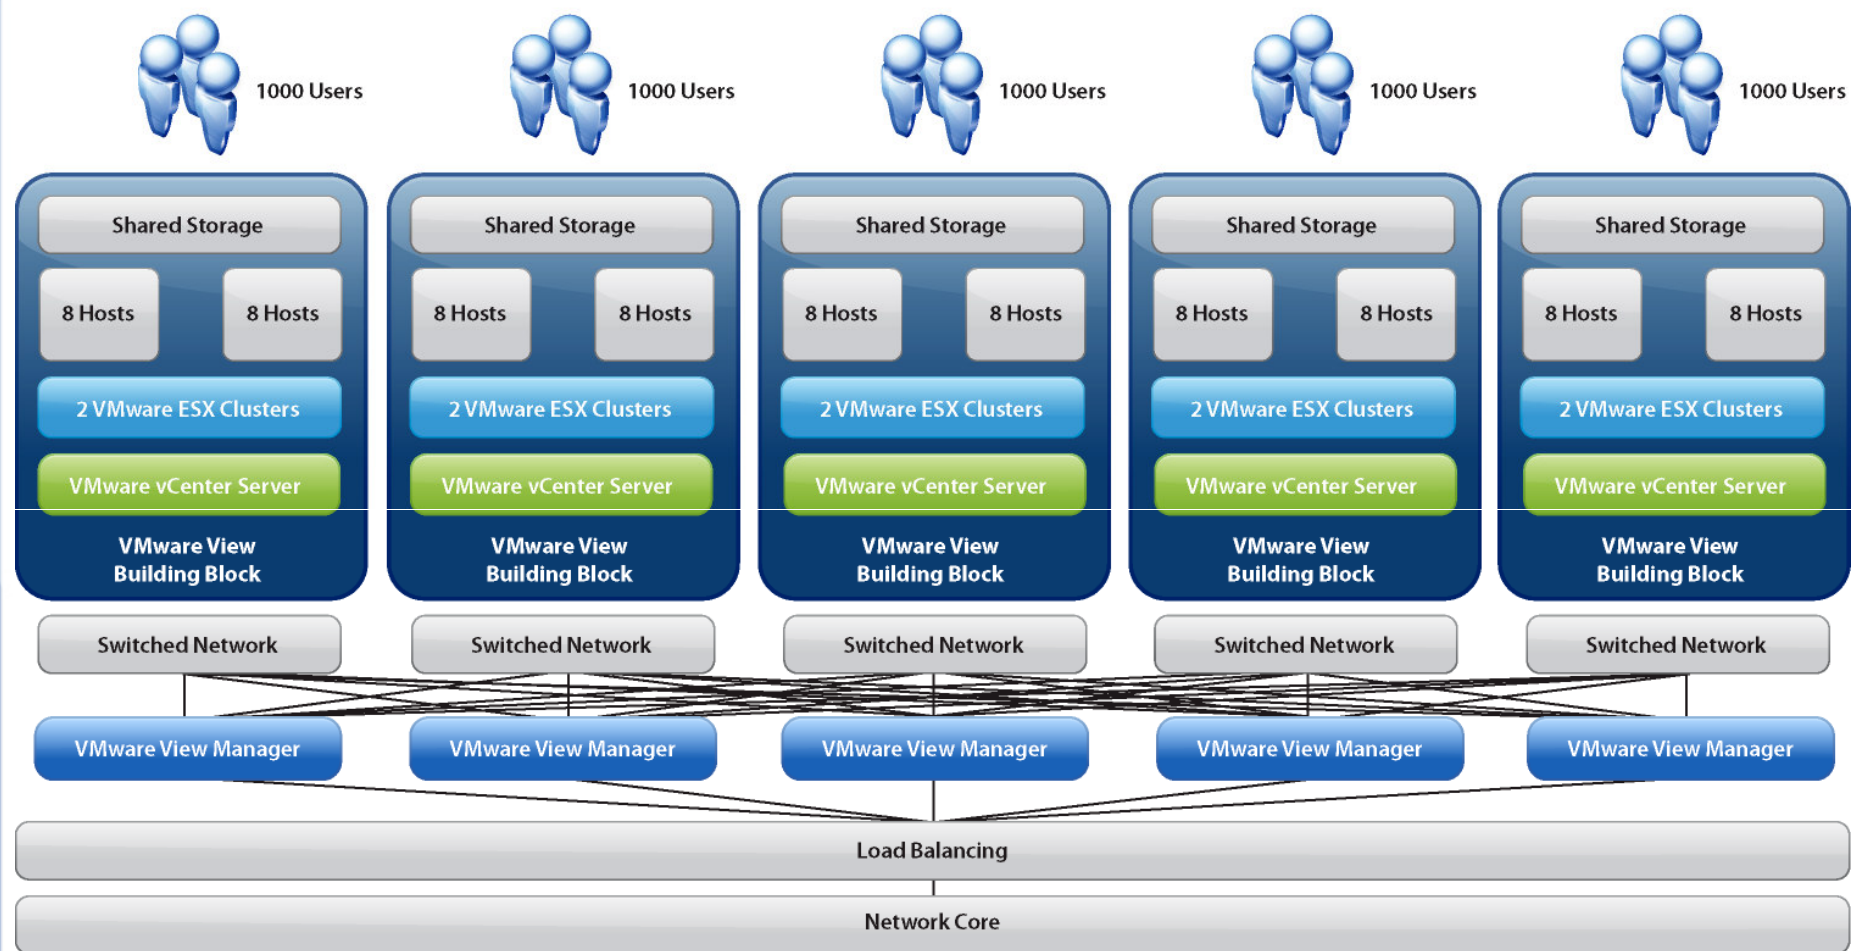 1000 Users
1000 Users
1000 Users
1000 Users
1000 Users
Shared Storage
Shared Storage
Shared Storage
Shared Storage
Shared Storage
8 Hosts
8 Hosts
8 Hosts
8 Hosts
8 Hosts
8 Hosts
8 Hosts
8 Hosts
8 Hosts
8 Hosts
2 VMware ESX Clusters
2 VMware ESX Clusters
2 VMware ESX Clusters
2 VMware ESX Clusters
2 VMware ESX Clusters
VMware vCenter Server
VMware vCenter Server
VMware vCenter Server
VMware vCenter Server
VMware vCenter Server
VMware View
Building Block
VMware View
Building Block
VMware View
Building Block
VMware View
Building Block
VMware View
Building Block
Switched Network
Switched Network
Switched Network
Switched Network
Switched Network
VMware View Manager
VMware View Manager
VMware View Manager
VMware View Manager
VMware View Manager
Load Balancing
Network Core